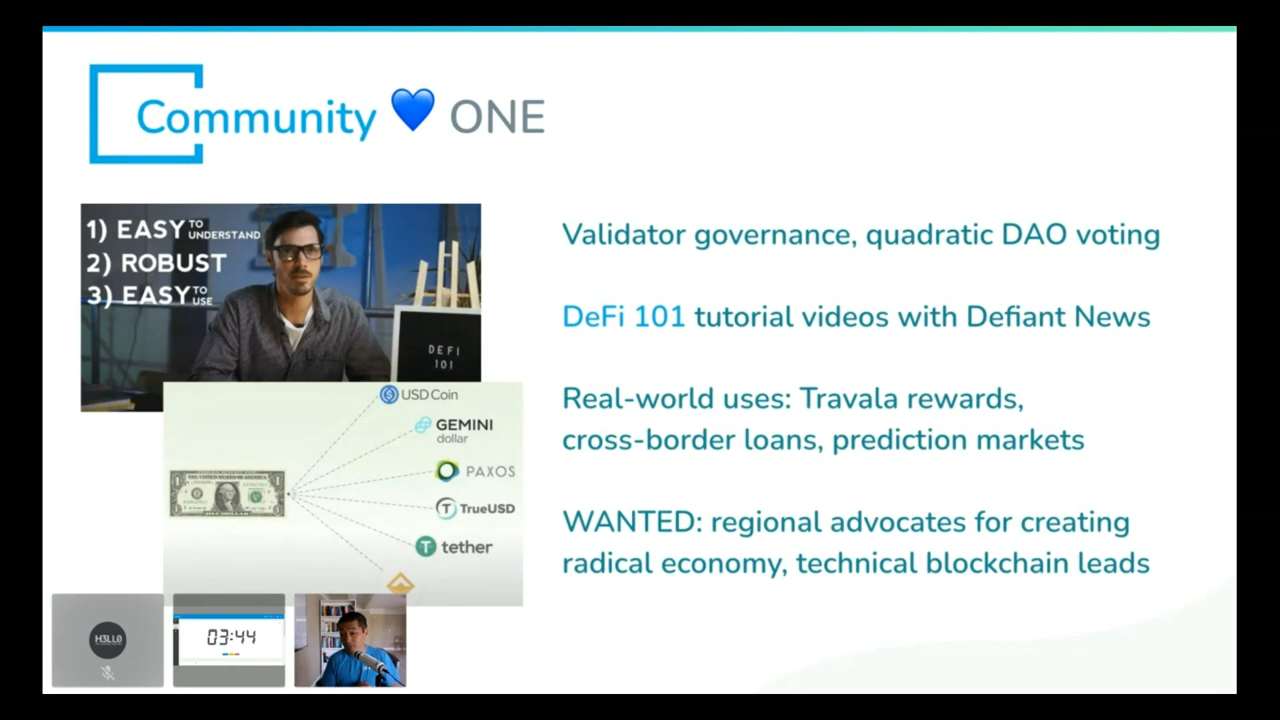 Community 💙 ONE
1) EASY TO UNDERSTAND
2) ROBUST
3) EASY TO USE
DEFI
101
USD Coin
GEMINI
dollar
PAXOS
TrueUSD
tether
ONE DOLLAR
Validator governance, quadratic DAO voting
DeFi 101 tutorial videos with Defiant News
Real-world uses: Travala rewards,
cross-border loans, prediction markets
WANTED: regional advocates for creating
radical economy, technical blockchain leads
H3LL0
03:44